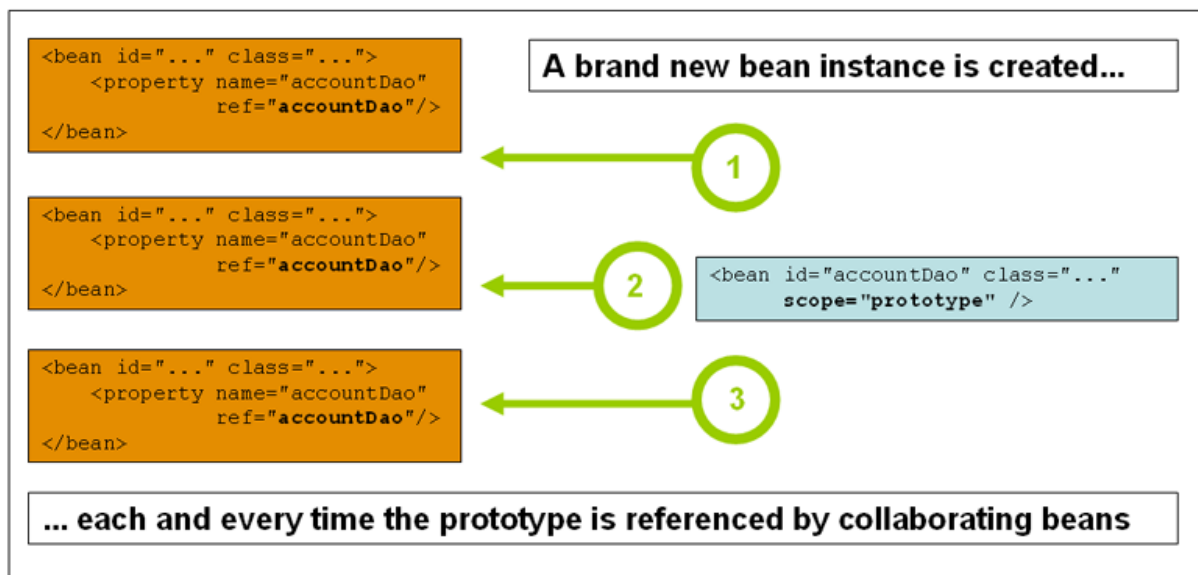 <bean id="..." class="...">
<property name="accountDao"
ref="accountDao"/>
</bean>
A brand new bean instance is created...
1
<bean id="..." class="...">
<property name="accountDao"
ref="accountDao"/>
</bean>
2
<bean id="accountDao" class="..."
scope="prototype" />
<bean id="..." class="...">
<property name="accountDao"
ref="accountDao"/>
</bean>
3
... each and every time the prototype is referenced by collaborating beans